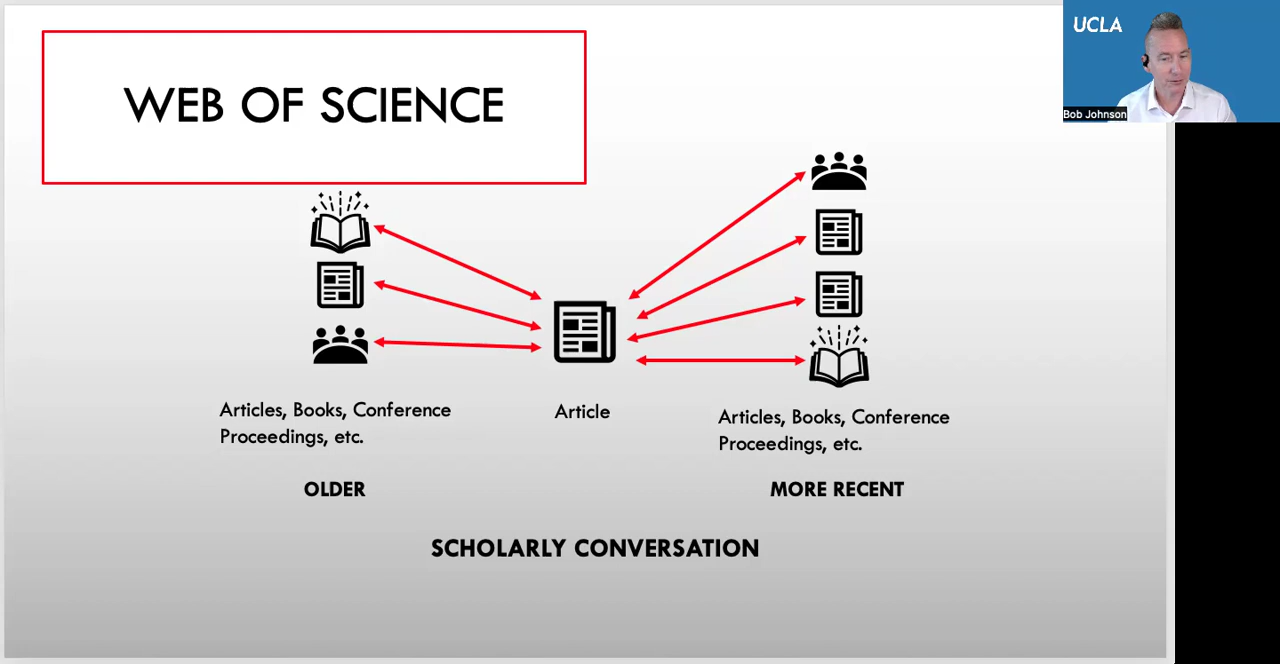 WEB OF SCIENCE
UCLA
Bob Johnson
Articles, Books, Conference
Proceedings, etc.
Article
Articles, Books, Conference
Proceedings, etc.
OLDER
MORE RECENT
SCHOLARLY CONVERSATION